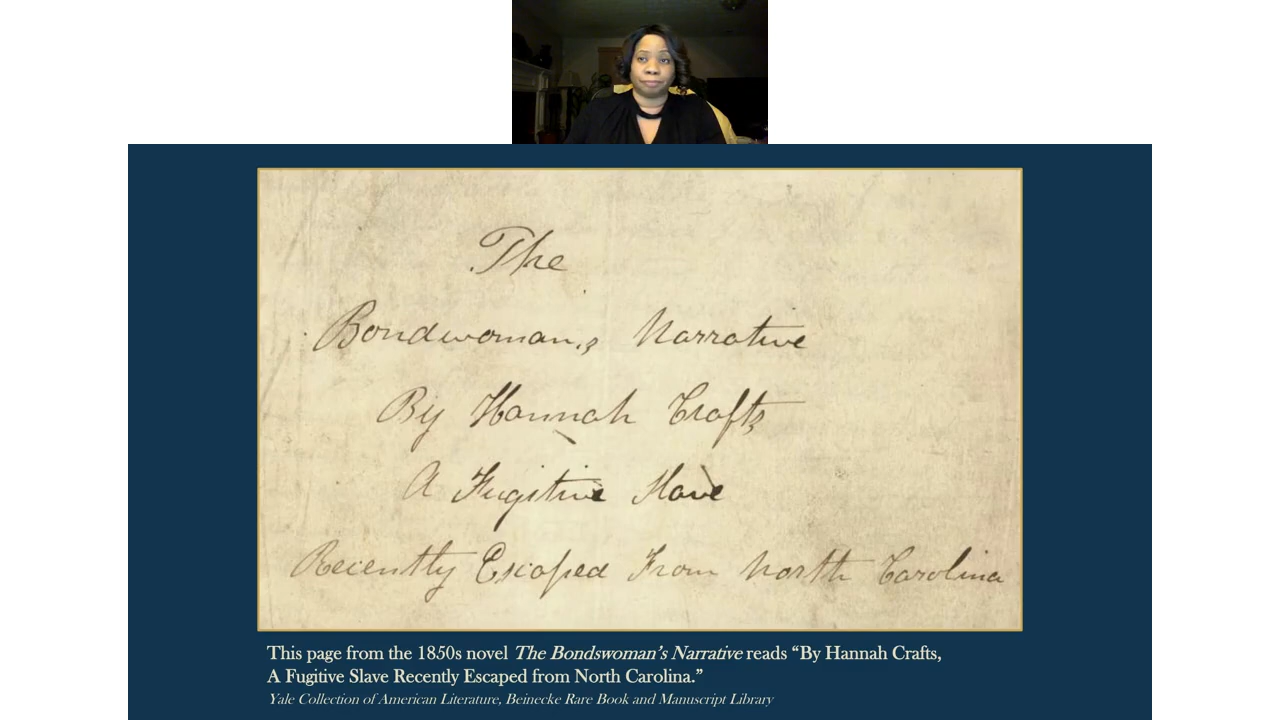 The
Bondwoman,s Narrative
By Hannah Crafts
A Fugitive Slave
Recently Escaped From North Carolina
This page from the 1850s novel The Bondswoman's Narrative reads “By Hannah Crafts,
A Fugitive Slave Recently Escaped from North Carolina.”
Yale Collection of American Literature, Beinecke Rare Book and Manuscript Library